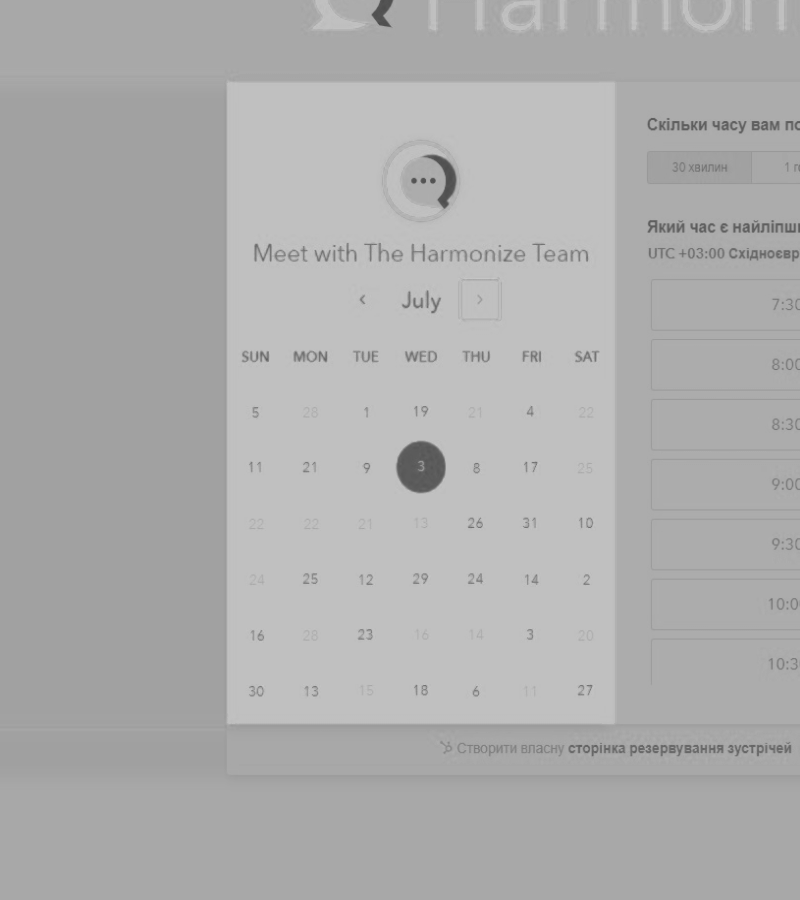 Harmon
Meet with The Harmonize Team
July
SUN MON TUE WED THU FRI SAT
5 28 1 19 21 4 22
11 21 9 3 8 17 25
22 22 21 13 26 31 10
24 25 12 29 24 14 2
16 28 23 16 14 3 20
30 13 15 18 6 11 27
Скільки часу вам по
30 хвилин 1 г
Який час є найліпш
UTC +03:00 Східноєвр
7:30
8:00
8:30
9:00
9:30
10:0
10:3
Створити власну сторінка резервування зустрічей